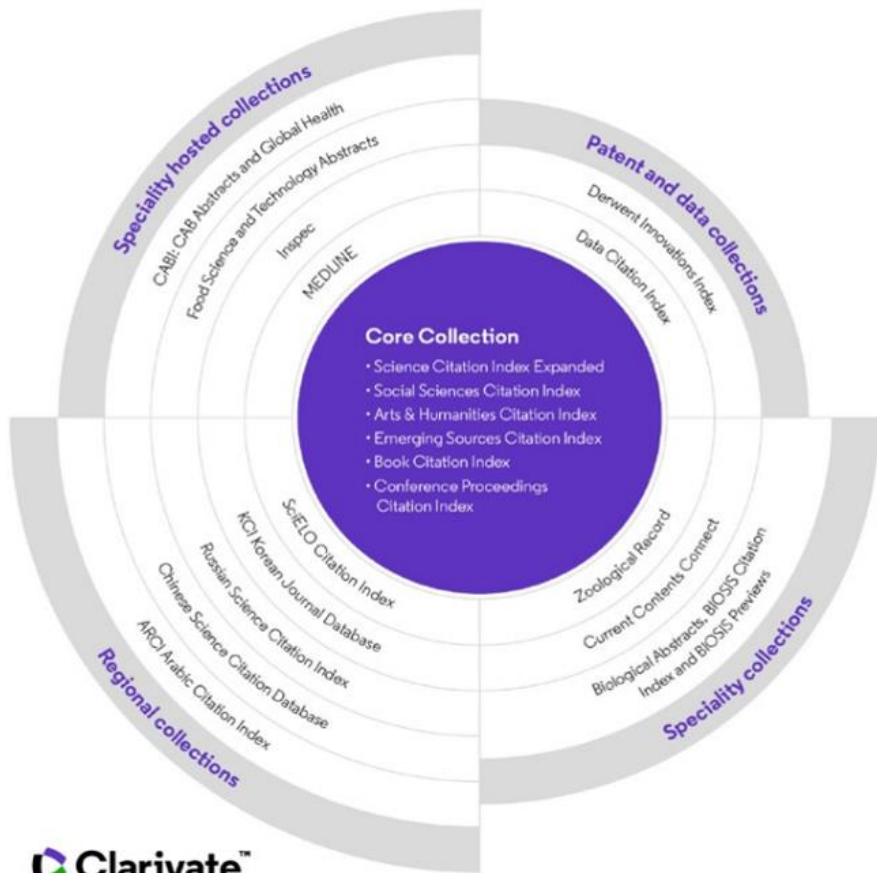 Speciality hosted collections
CABI: CAB Abstracts and Global Health
Food Science and Technology Abstracts
Inspec
MEDLINE
Patent and data collections
Derwent Innovations Index
Data Citation Index
Core Collection
• Science Citation Index Expanded
• Social Sciences Citation Index
• Arts & Humanities Citation Index
• Emerging Sources Citation Index
• Book Citation Index
• Conference Proceedings
Citation Index
SciELO Citation Index
KCI Korean Journal Database
Russian Science Citation Index
Chinese Science Citation Database
ARCI Arabic Citation Index
Regional collections
Zoological Record
Current Contents Connect
Biological Abstracts, BIOSIS Citation
Index and BIOSIS Previews
Speciality collections
Clarivate™